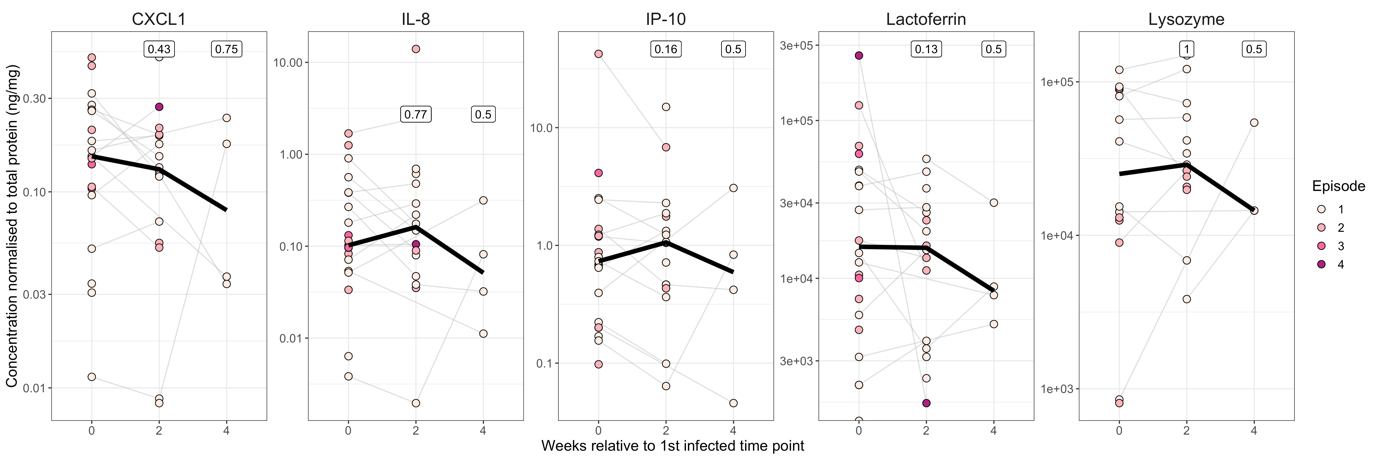 CXCL1
IL-8
IP-10
Lactoferrin
Lysozyme
Concentration normalised to total protein (ng/mg)
0.30
0.10
0.03
0.01
0.43
0.75
0
2
4
10.00
1.00
0.10
0.01
0.77
0.5
0
2
4
10.0
1.0
0.1
0.16
0.5
0
2
4
3e+05
1e+05
3e+04
1e+04
3e+03
0.13
0.5
0
2
4
1e+05
1e+04
1e+03
1
0.5
0
2
4
Weeks relative to 1st infected time point
Episode
1
2
3
4